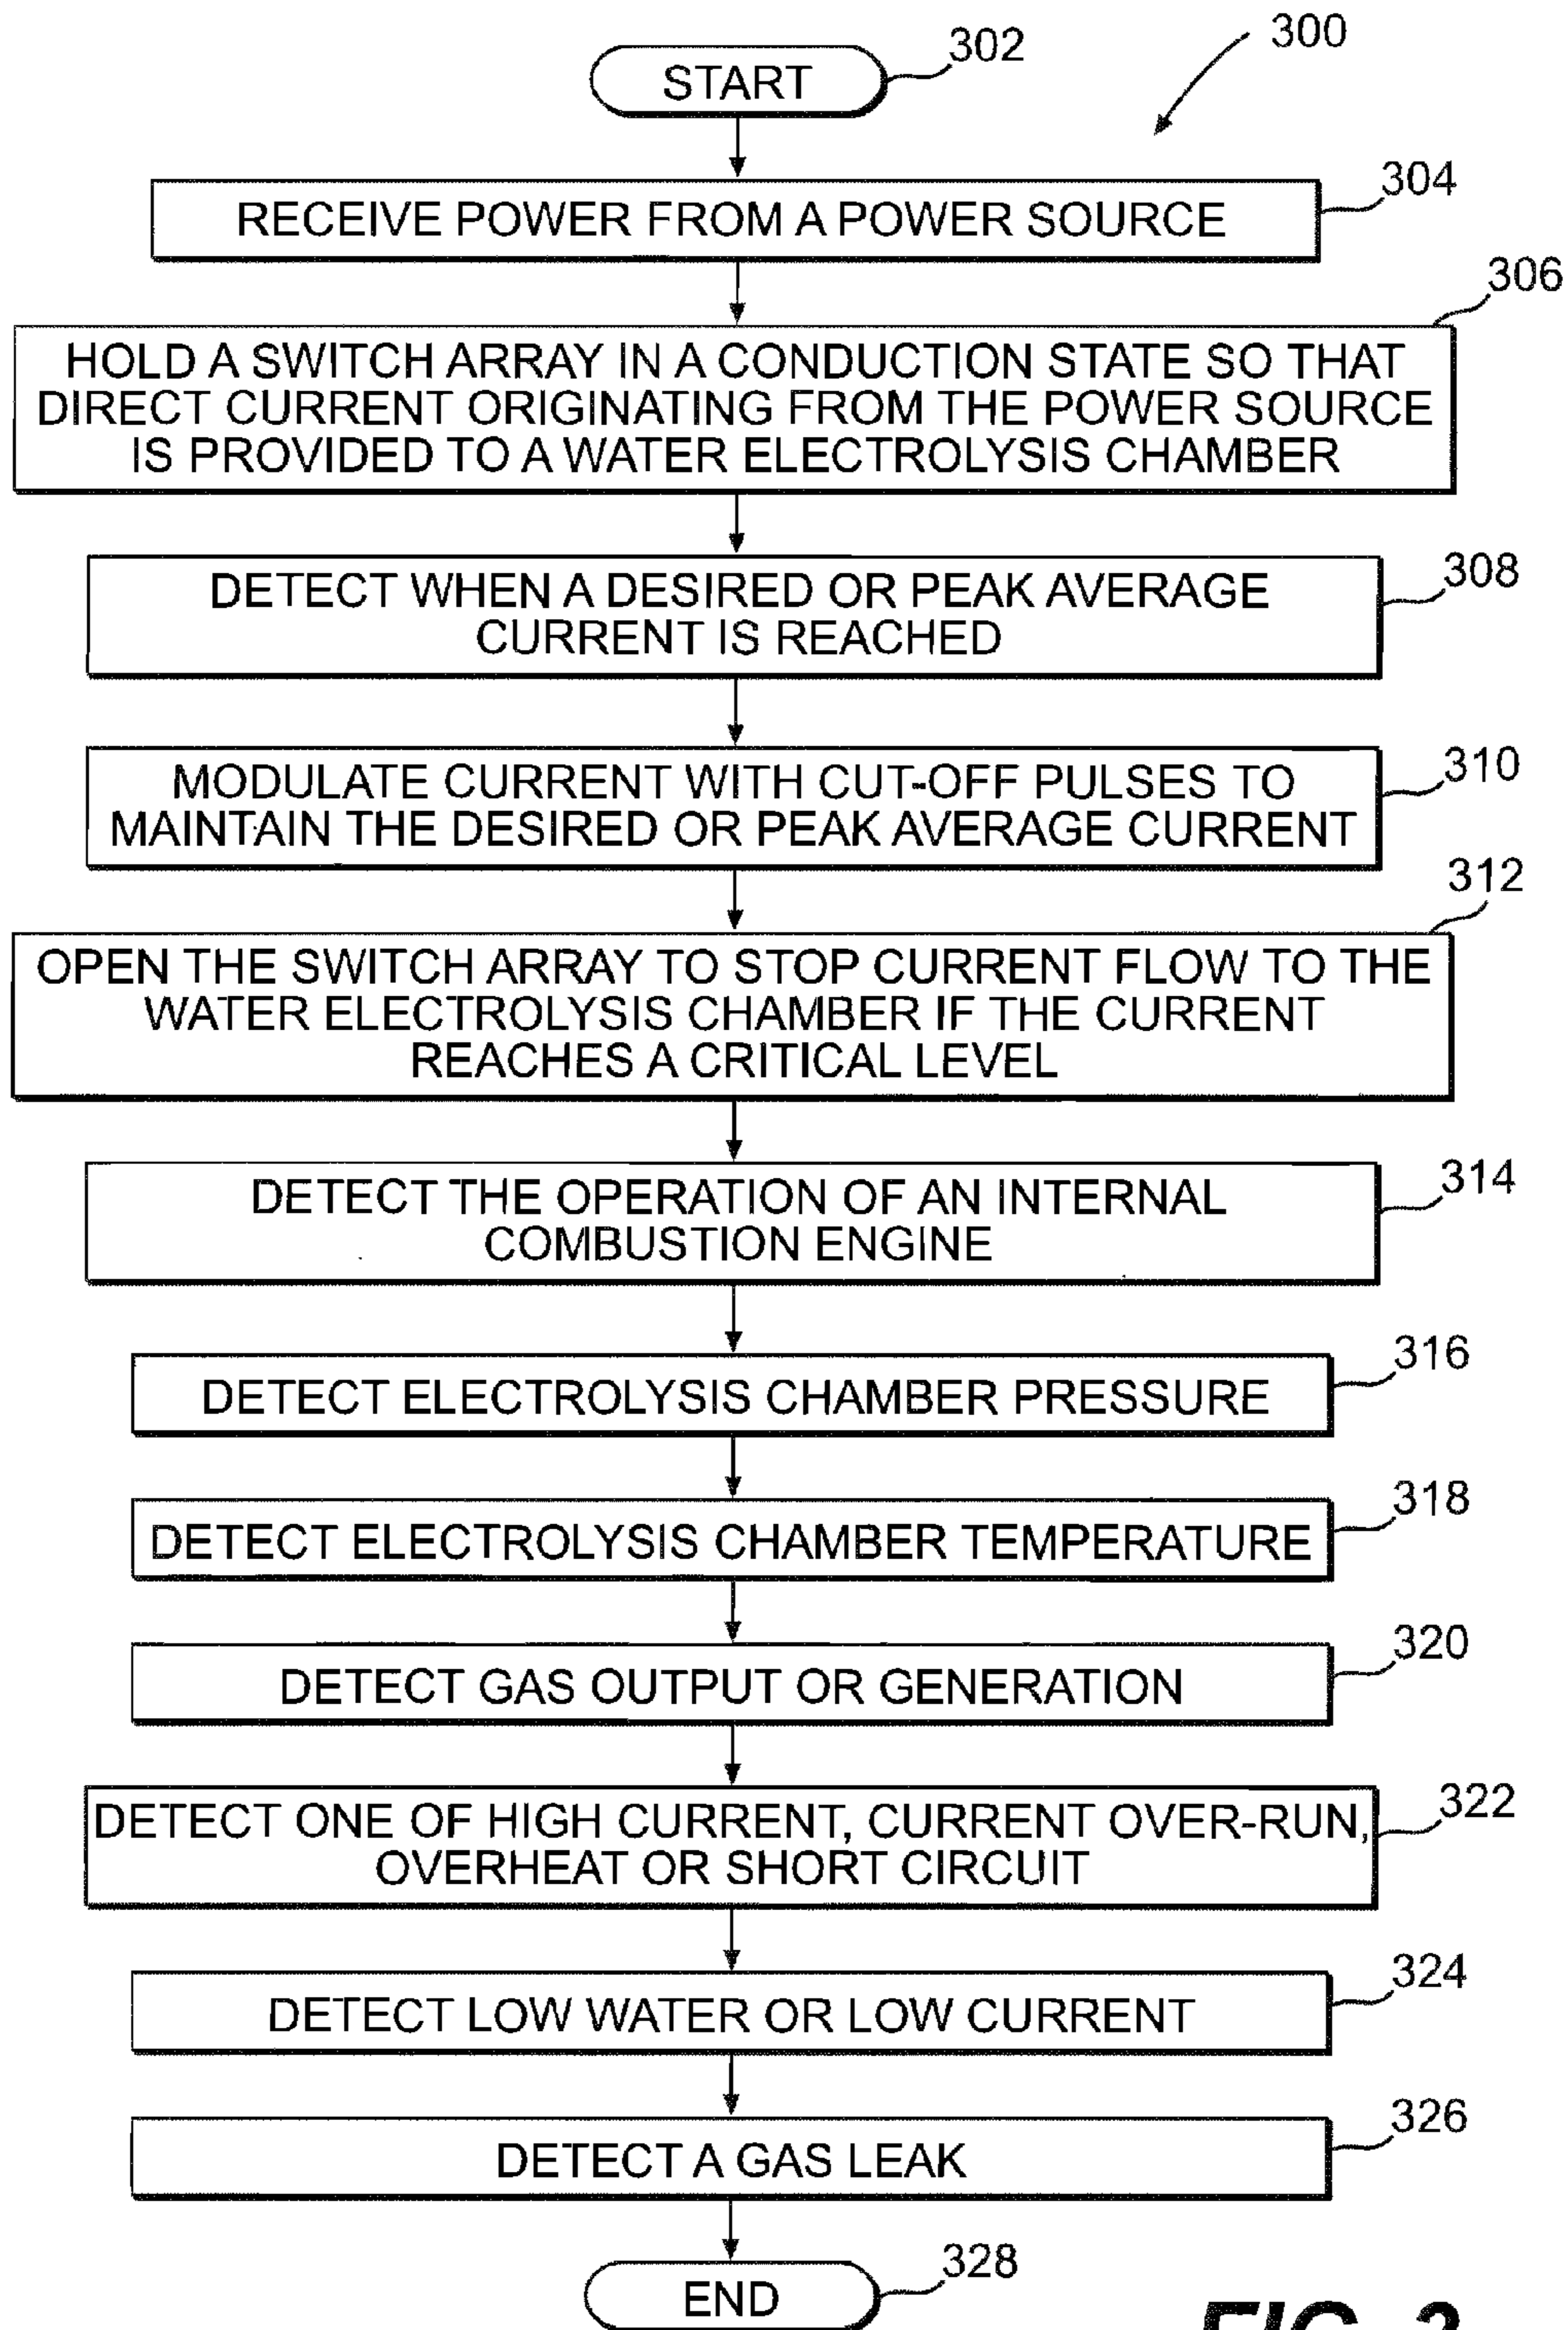 300
START
302
RECEIVE POWER FROM A POWER SOURCE
304
306
HOLD A SWITCH ARRAY IN A CONDUCTION STATE SO THAT
DIRECT CURRENT ORIGINATING FROM THE POWER SOURCE
IS PROVIDED TO A WATER ELECTROLYSIS CHAMBER
DETECT WHEN A DESIRED OR PEAK AVERAGE
CURRENT IS REACHED
308
MODULATE CURRENT WITH CUT-OFF PULSES TO
MAINTAIN THE DESIRED OR PEAK AVERAGE CURRENT
310
312
OPEN THE SWITCH ARRAY TO STOP CURRENT FLOW TO THE
WATER ELECTROLYSIS CHAMBER IF THE CURRENT
REACHES A CRITICAL LEVEL
DETECT THE OPERATION OF AN INTERNAL
COMBUSTION ENGINE
314
DETECT ELECTROLYSIS CHAMBER PRESSURE
316
DETECT ELECTROLYSIS CHAMBER TEMPERATURE
318
DETECT GAS OUTPUT OR GENERATION
320
DETECT ONE OF HIGH CURRENT, CURRENT OVER-RUN,
OVERHEAT OR SHORT CIRCUIT
322
DETECT LOW WATER OR LOW CURRENT
324
DETECT A GAS LEAK
326
END
328
FIG.